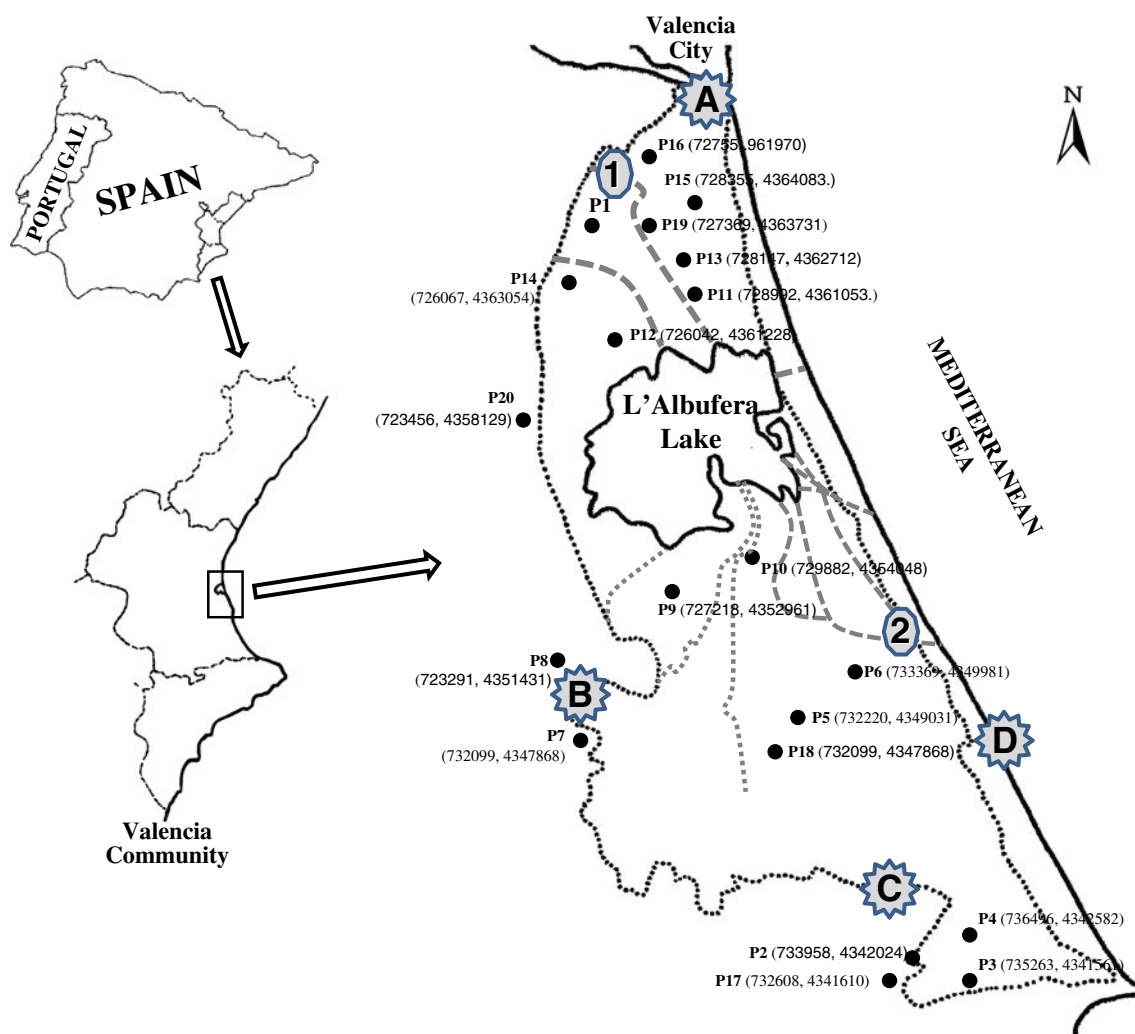 Valencia
City
A
N
P16 (72755 ,961970)
1
P15
(728355, 4364083.)
P1
P19 (727369, 4363731)
P13 (728147, 4362712)
P14
(726067, 4363054)
P11 (728992, 4361053.)
P12 (726042, 4361228)
PORTUGAL
SPAIN
MEDITERRANEAN
SEA
P20
(723456, 4358129)
L'Albufera
Lake
P10 (729882, 4354048)
P9 (727218, 4352961)
2
P8
(723291, 4351431)
P6 (733369, 4349981)
B
P5 (732220, 4349031)
P7
(732099, 4347868)
P18 (732099, 4347868)
D
Valencia
Community
C
P4 (736496, 4342582)
P2 (733958, 4342024)
P3 (735263, 4341561)
P17 (732608, 4341610)